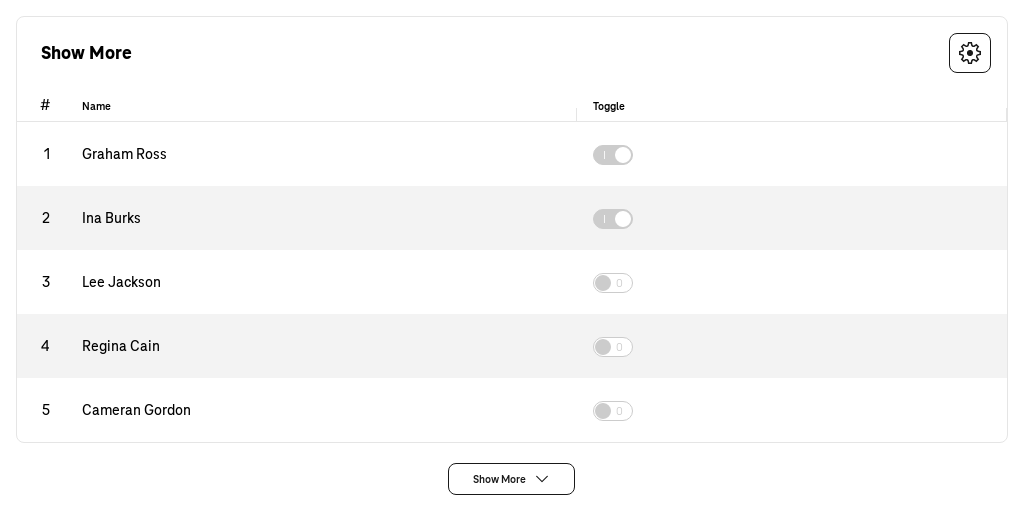 Show More
# Name Toggle
1 Graham Ross I
2 Ina Burks I
3 Lee Jackson 0
4 Regina Cain 0
5 Cameran Gordon 0
Show More